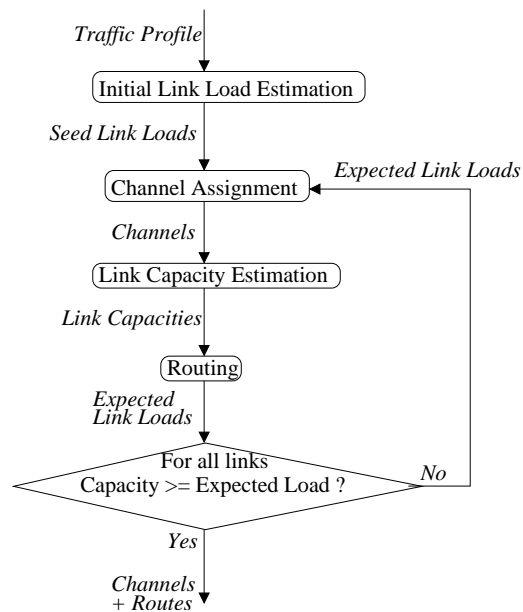 Traffic Profile
Initial Link Load Estimation
Seed Link Loads
Expected Link Loads
Channel Assignment
Channels
Link Capacity Estimation
Link Capacities
Routing
Expected
Link Loads
For all links
Capacity >= Expected Load ?
No
Yes
Channels
+ Routes